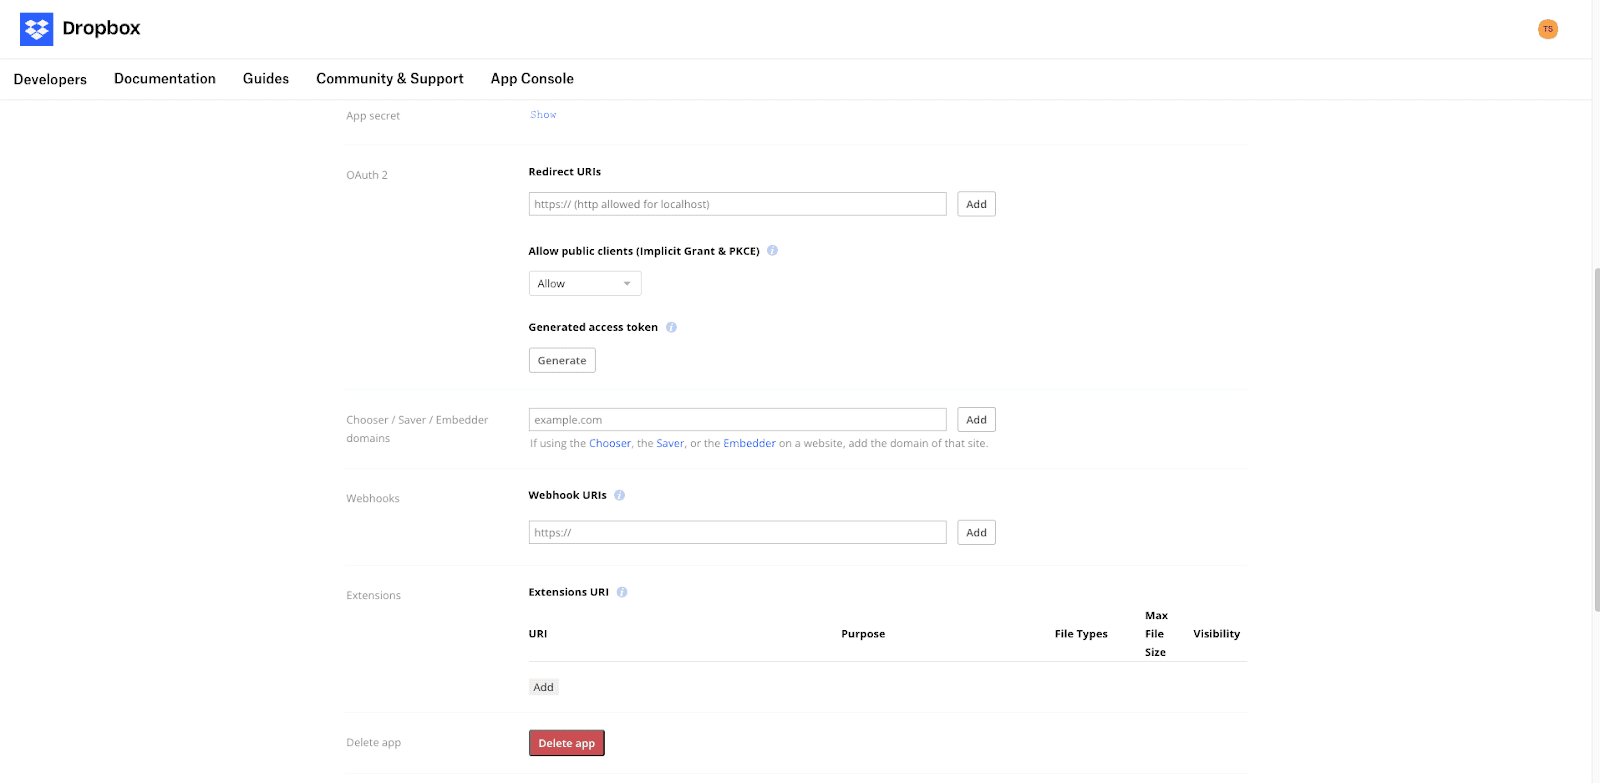 Dropbox
TS
Developers Documentation Guides Community & Support App Console
App secret Show
OAuth 2 Redirect URIs
https:// (http allowed for localhost) Add
Allow public clients (Implicit Grant & PKCE) i
Allow
Generated access token i
Generate
Chooser / Saver / Embedder domains
example.com Add
If using the Chooser, the Saver, or the Embedder on a website, add the domain of that site.
Webhooks Webhook URIs i
https:// Add
Extensions Extensions URI i
URI Purpose File Types Max File Size Visibility
Add
Delete app Delete app